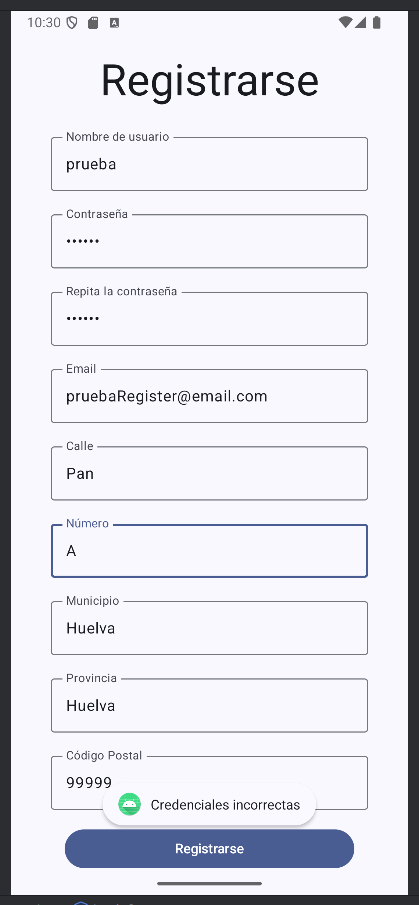 10:30
Registrarse
Nombre de usuario
prueba
Contraseña
••••••
Repita la contraseña
••••••
Email
pruebaRegister@email.com
Calle
Pan
Número
A
Municipio
Huelva
Provincia
Huelva
Código Postal
99999
Credenciales incorrectas
Registrarse